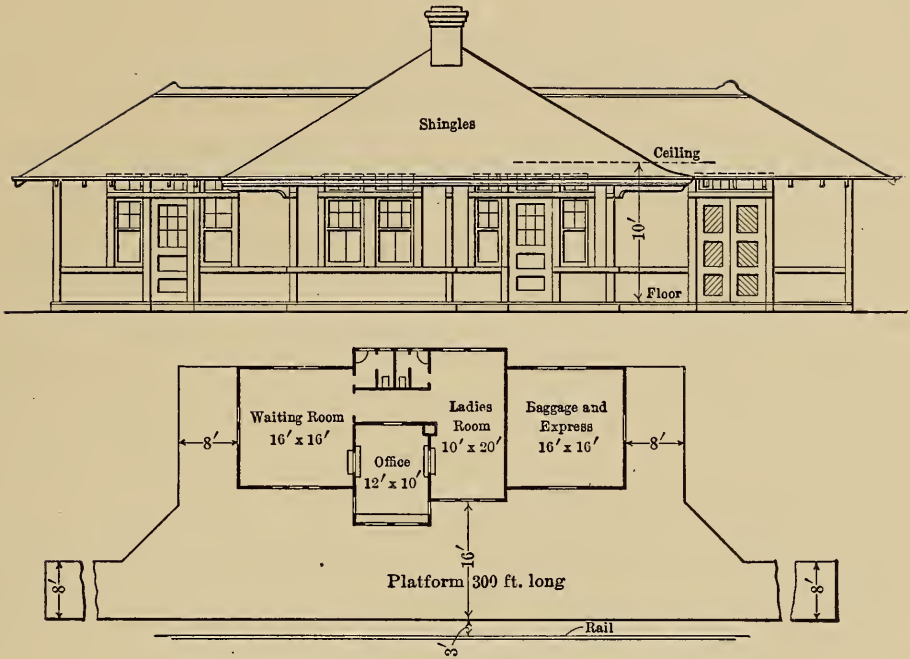 Shingles
Ceiling
10′
Floor
Waiting Room
16′ x 16′
Office
12′ x 10′
Ladies
Room
10′ x 20′
Baggage and
Express
16′ x 16′
8′
8′
16′
8′
Platform 300 ft. long
8′
3′
Rail